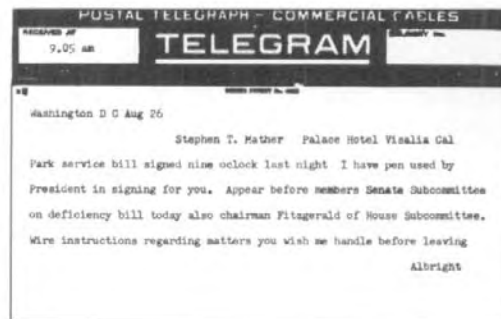 POSTAL TELEGRAPH - COMMERCIAL CABLES
RECEIVED AT
9.05 am
TELEGRAM
Washington D C Aug 26
Stephen T. Mather Palace Hotel Visalia Cal
Park service bill signed nine oclock last night I have pen used by
President in signing for you. Appear before members Senate Subcommittee
on deficiency bill today also chairman Fitzgerald of House Subcommittee.
Wire instructions regarding matters you wish me handle before leaving
Albright